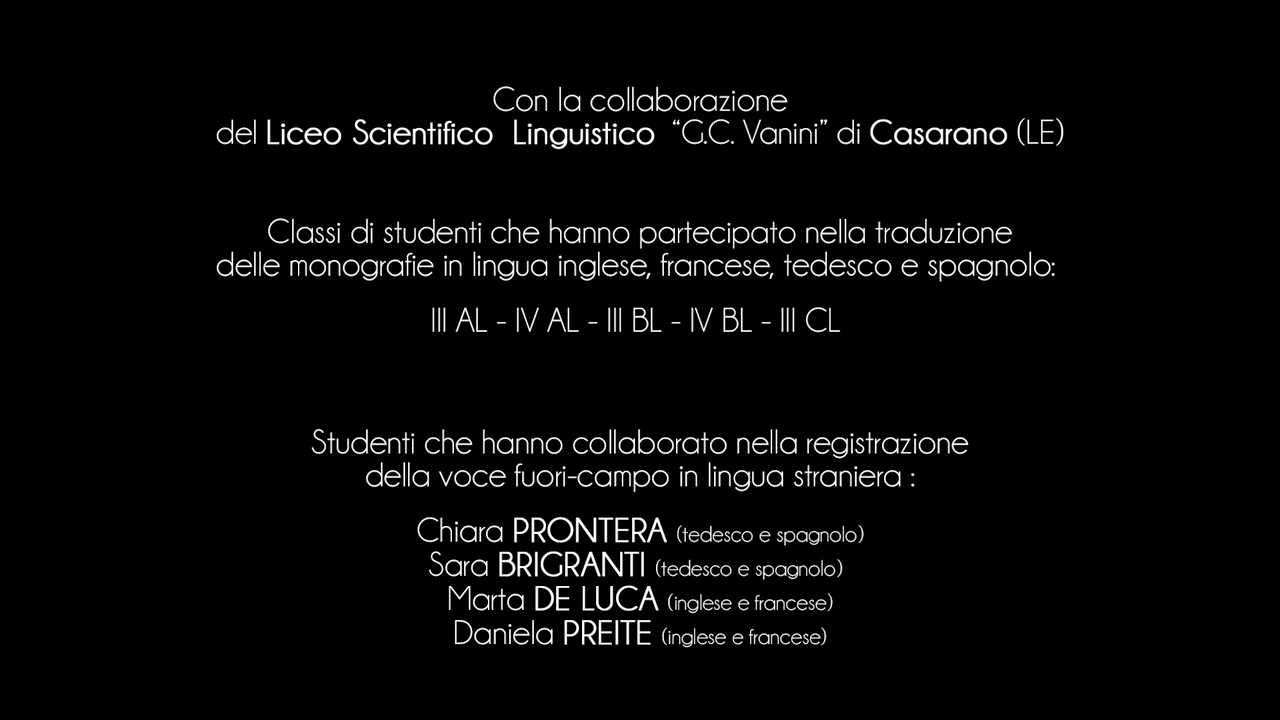 Con la collaborazione
del Liceo Scientifico Linguistico “G.C. Vanini” di Casarano (LE)
Classi di studenti che hanno partecipato nella traduzione
delle monografie in lingua inglese, francese, tedesco e spagnolo:
III AL - IV AL - III BL - IV BL - III CL
Studenti che hanno collaborato nella registrazione
della voce fuori-campo in lingua straniera :
Chiara PRONTERA (tedesco e spagnolo)
Sara BRIGRANTI (tedesco e spagnolo)
Marta DE LUCA (inglese e francese)
Daniela PREITE (inglese e francese)